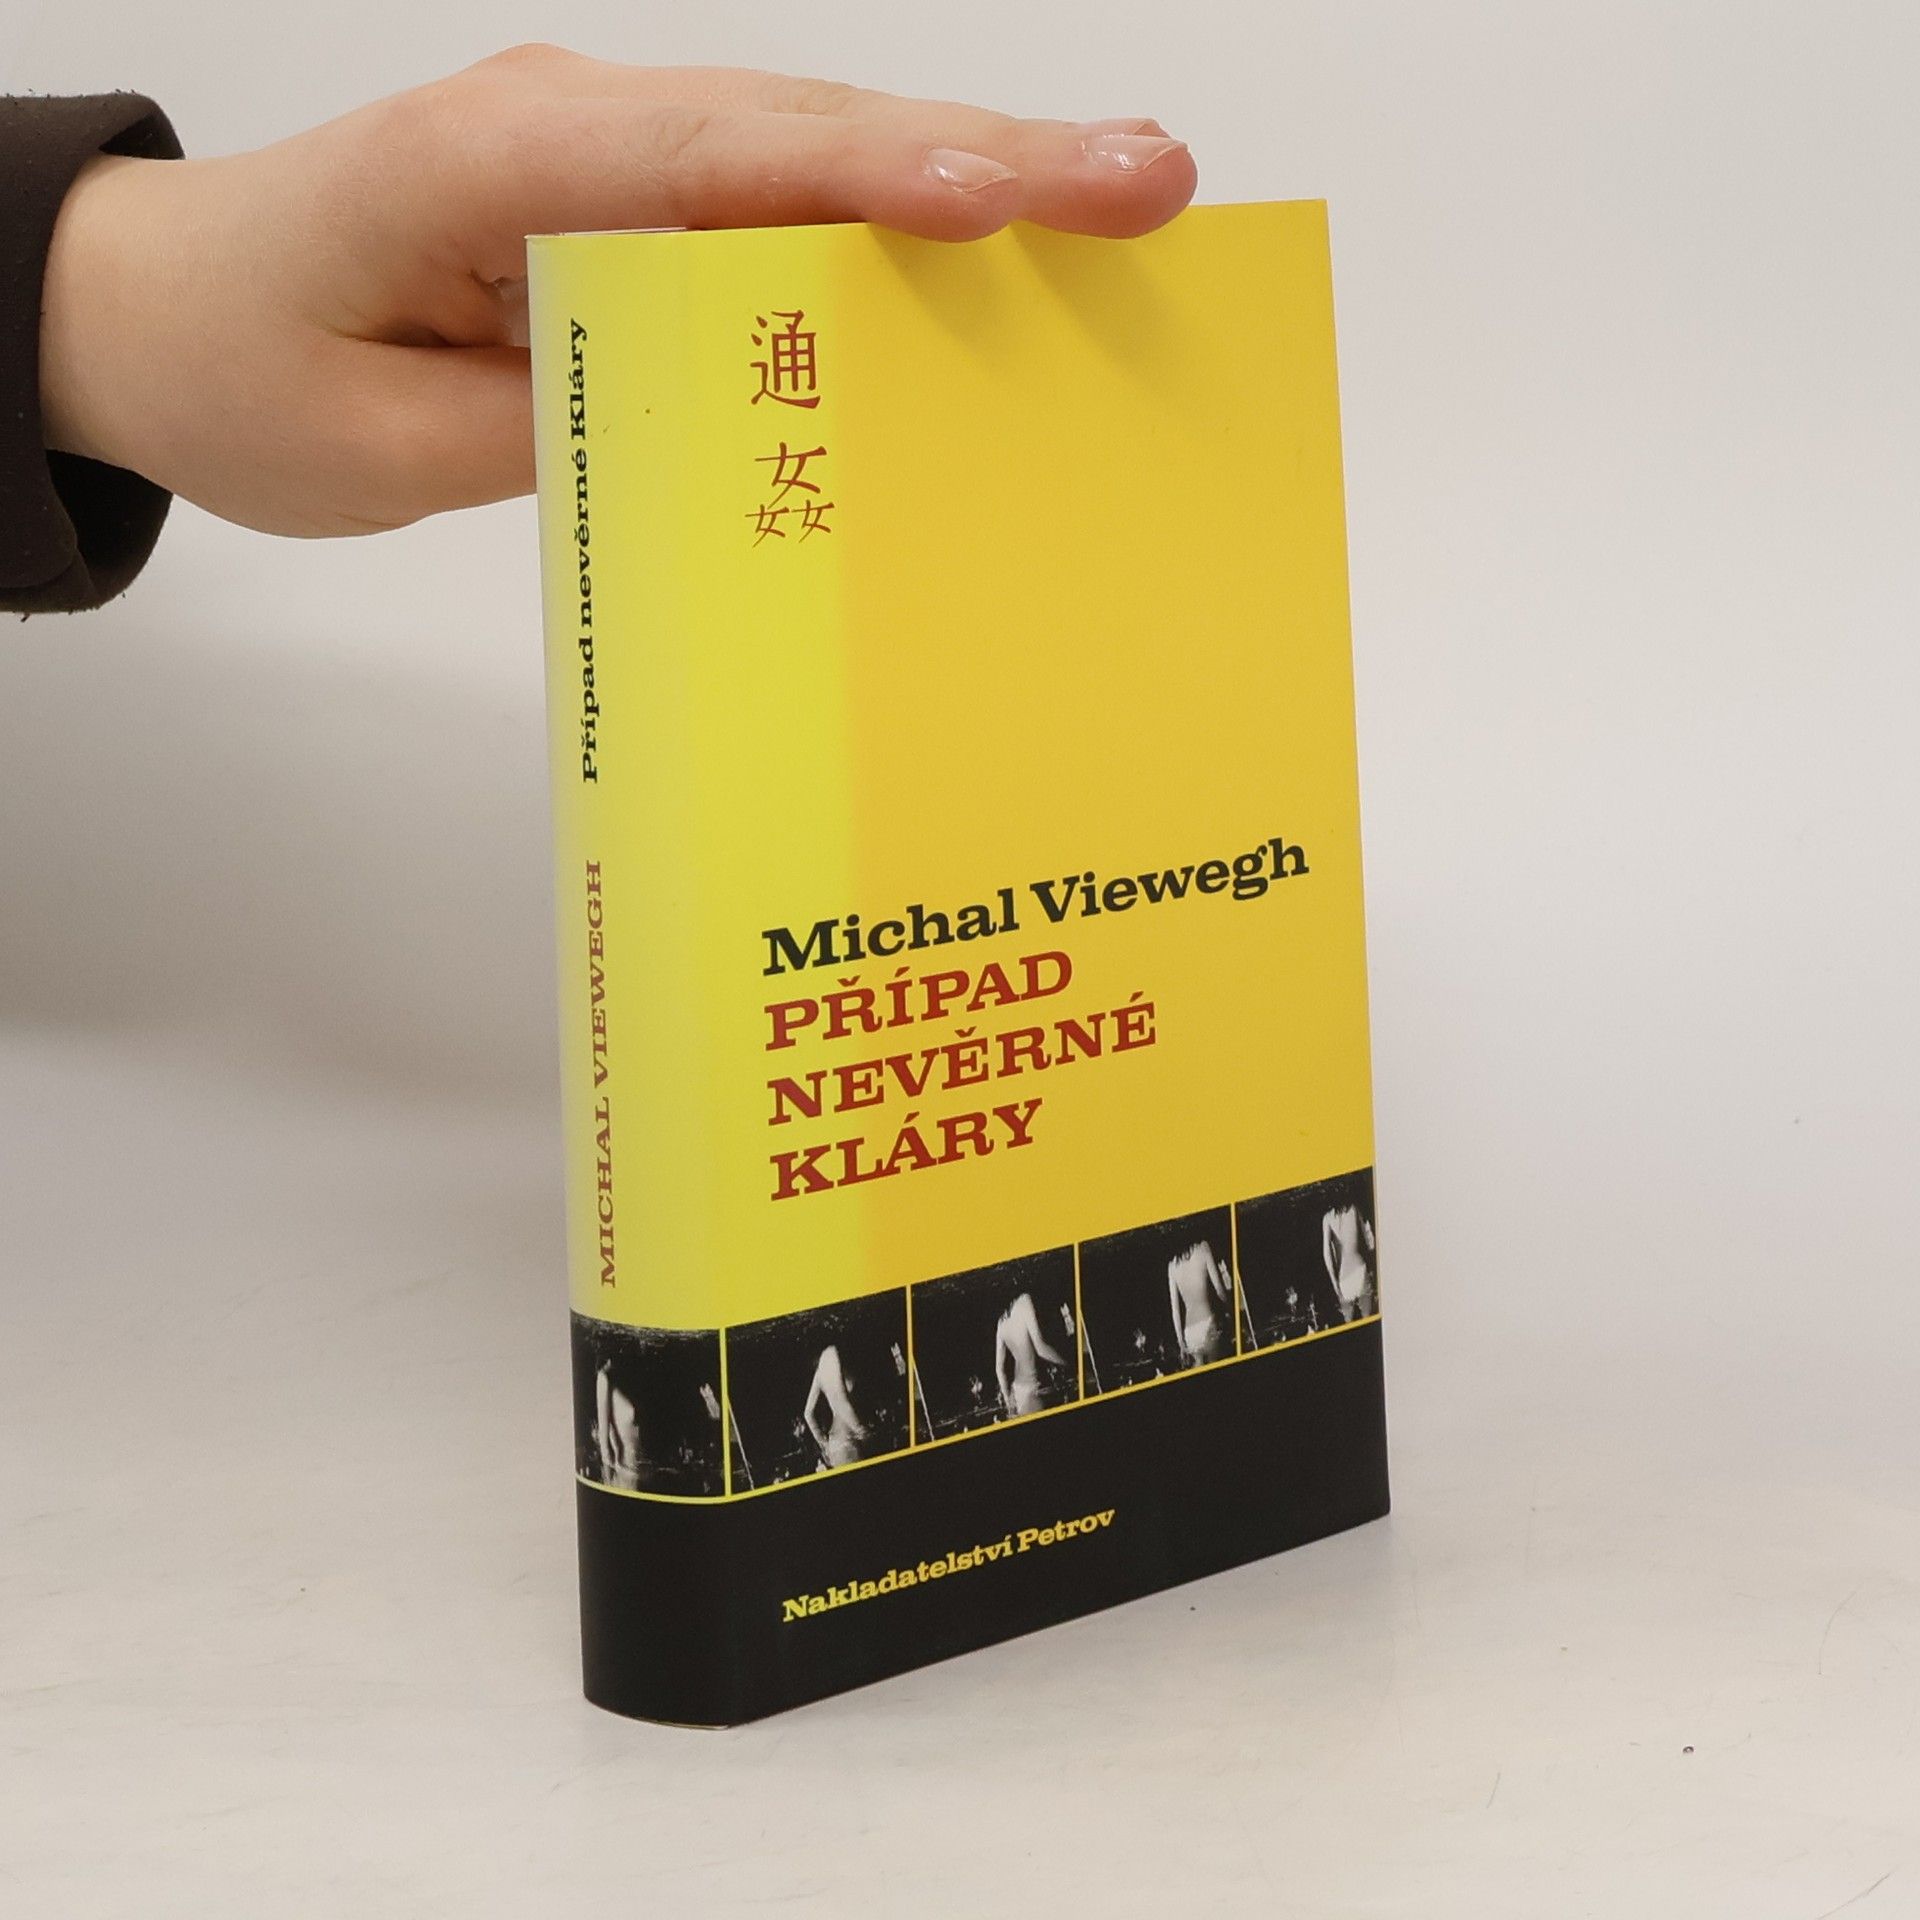 Případ nevěrné Kláry
MICHAL VIEWEGH
通
姦
Michal Viewegh
PŘÍPAD
NEVĚRNÉ
KLÁRY
Nakladatelství Petrov